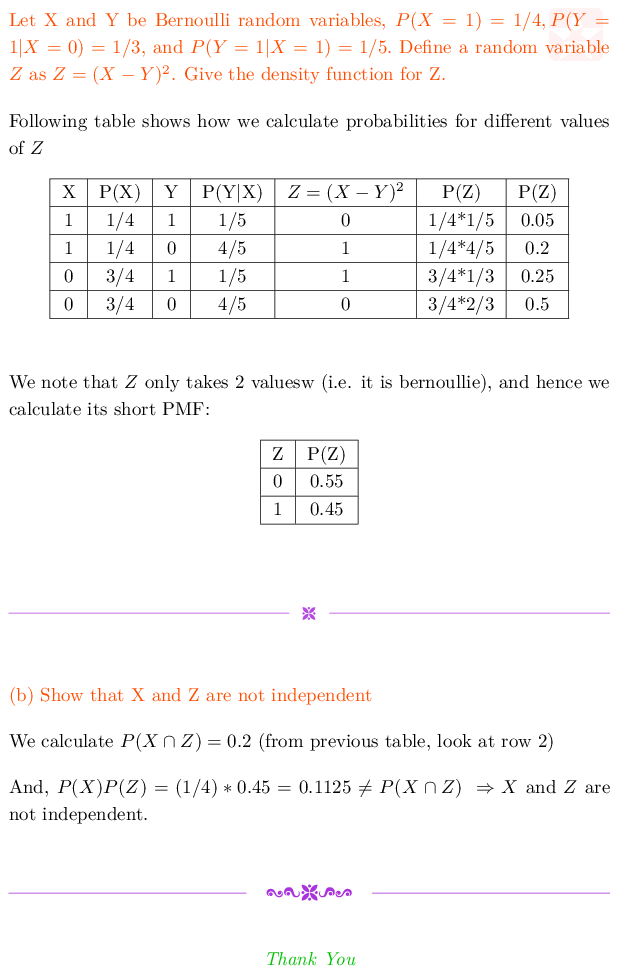 Let X and Y be Bernoulli random variables, P(X = 1) = 1/4, P(Y =
1|X = 0) = 1/3, and P(Y = 1|X = 1) = 1/5. Define a random variable
Z as Z = (X − Y)². Give the density function for Z.
Following table shows how we calculate probabilities for different values
of Z
X P(X) Y P(Y|X) Z = (X − Y)² P(Z) P(Z)
1 1/4 1 1/5 0 1/4*1/5 0.05
1 1/4 0 4/5 1 1/4*4/5 0.2
0 3/4 1 1/5 1 3/4*1/3 0.25
0 3/4 0 4/5 0 3/4*2/3 0.5
We note that Z only takes 2 valuesw (i.e. it is bernoullie), and hence we
calculate its short PMF:
Z P(Z)
0 0.55
1 0.45
(b) Show that X and Z are not independent
We calculate P(X ∩ Z) = 0.2 (from previous table, look at row 2)
And, P(X)P(Z) = (1/4) ∗ 0.45 = 0.1125 ≠ P(X ∩ Z) ⇒ X and Z are
not independent.
Thank You